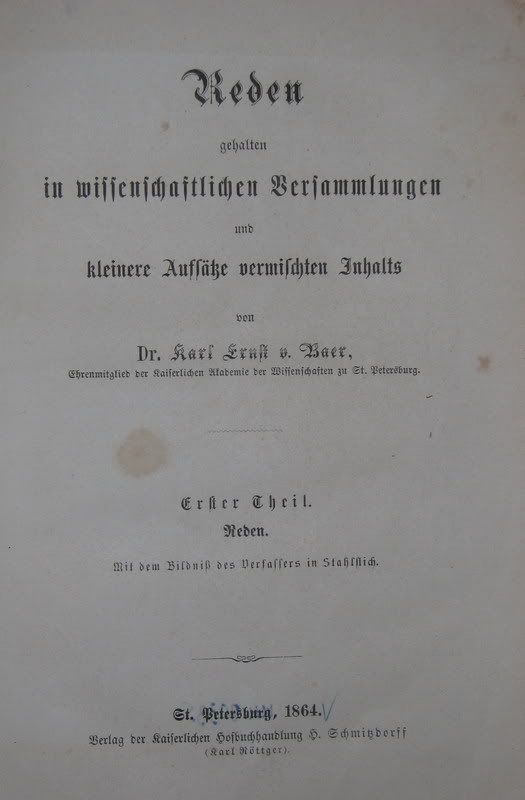 Reden
gehalten
in wissenschaftlichen Versammlungen
und
kleinere Aufsätze vermischten Inhalts
von
Dr. Karl Ernst v. Baer,
Ehrenmitglied der Kaiserlichen Akademie der Wissenschaften zu St. Petersburg.
Erster Theil.
Reden.
Mit dem Bildniß des Verfassers in Stahlstich.
St. Petersburg, 1864.
Verlag der Kaiserlichen Hofbuchhandlung H. Schmitzdorff
(Karl Röttger).